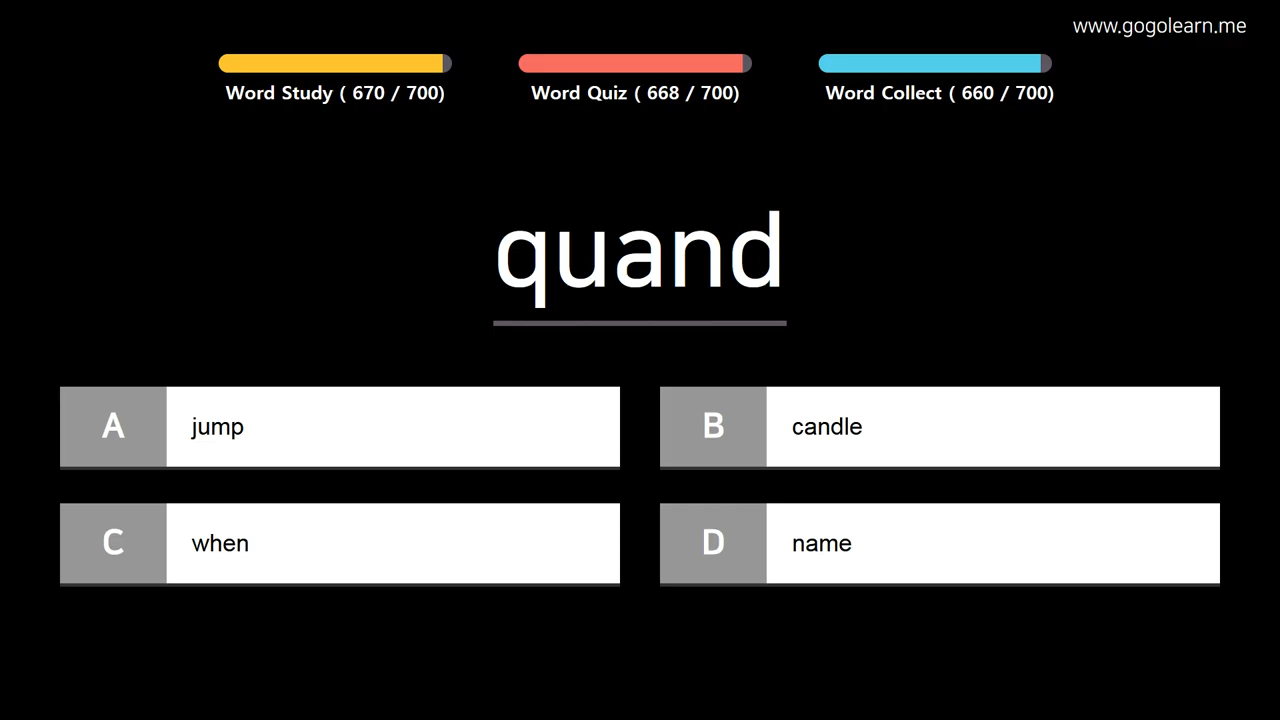 www.gogolearn.me
Word Study ( 670 / 700)
Word Quiz ( 668 / 700)
Word Collect ( 660 / 700)
quand
A jump
B candle
C when
D name